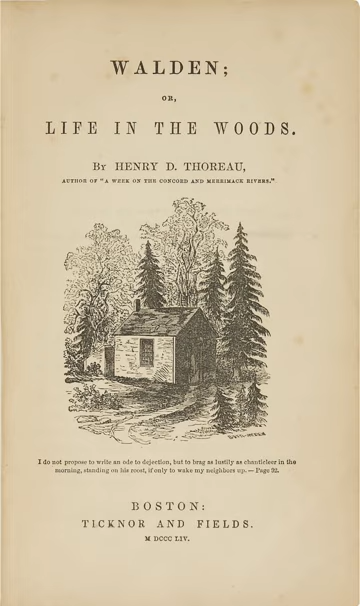 WALDEN;
OR,
LIFE IN THE WOODS.
BY HENRY D. THOREAU,
AUTHOR OF "A WEEK ON THE CONCORD AND MERRIMACK RIVERS."
I do not propose to write an ode to dejection, but to brag as lustily as chanticleer in the
morning, standing on his roost, if only to wake my neighbors up. — Page 92.
BOSTON:
TICKNOR AND FIELDS.
M DCCC LIV.